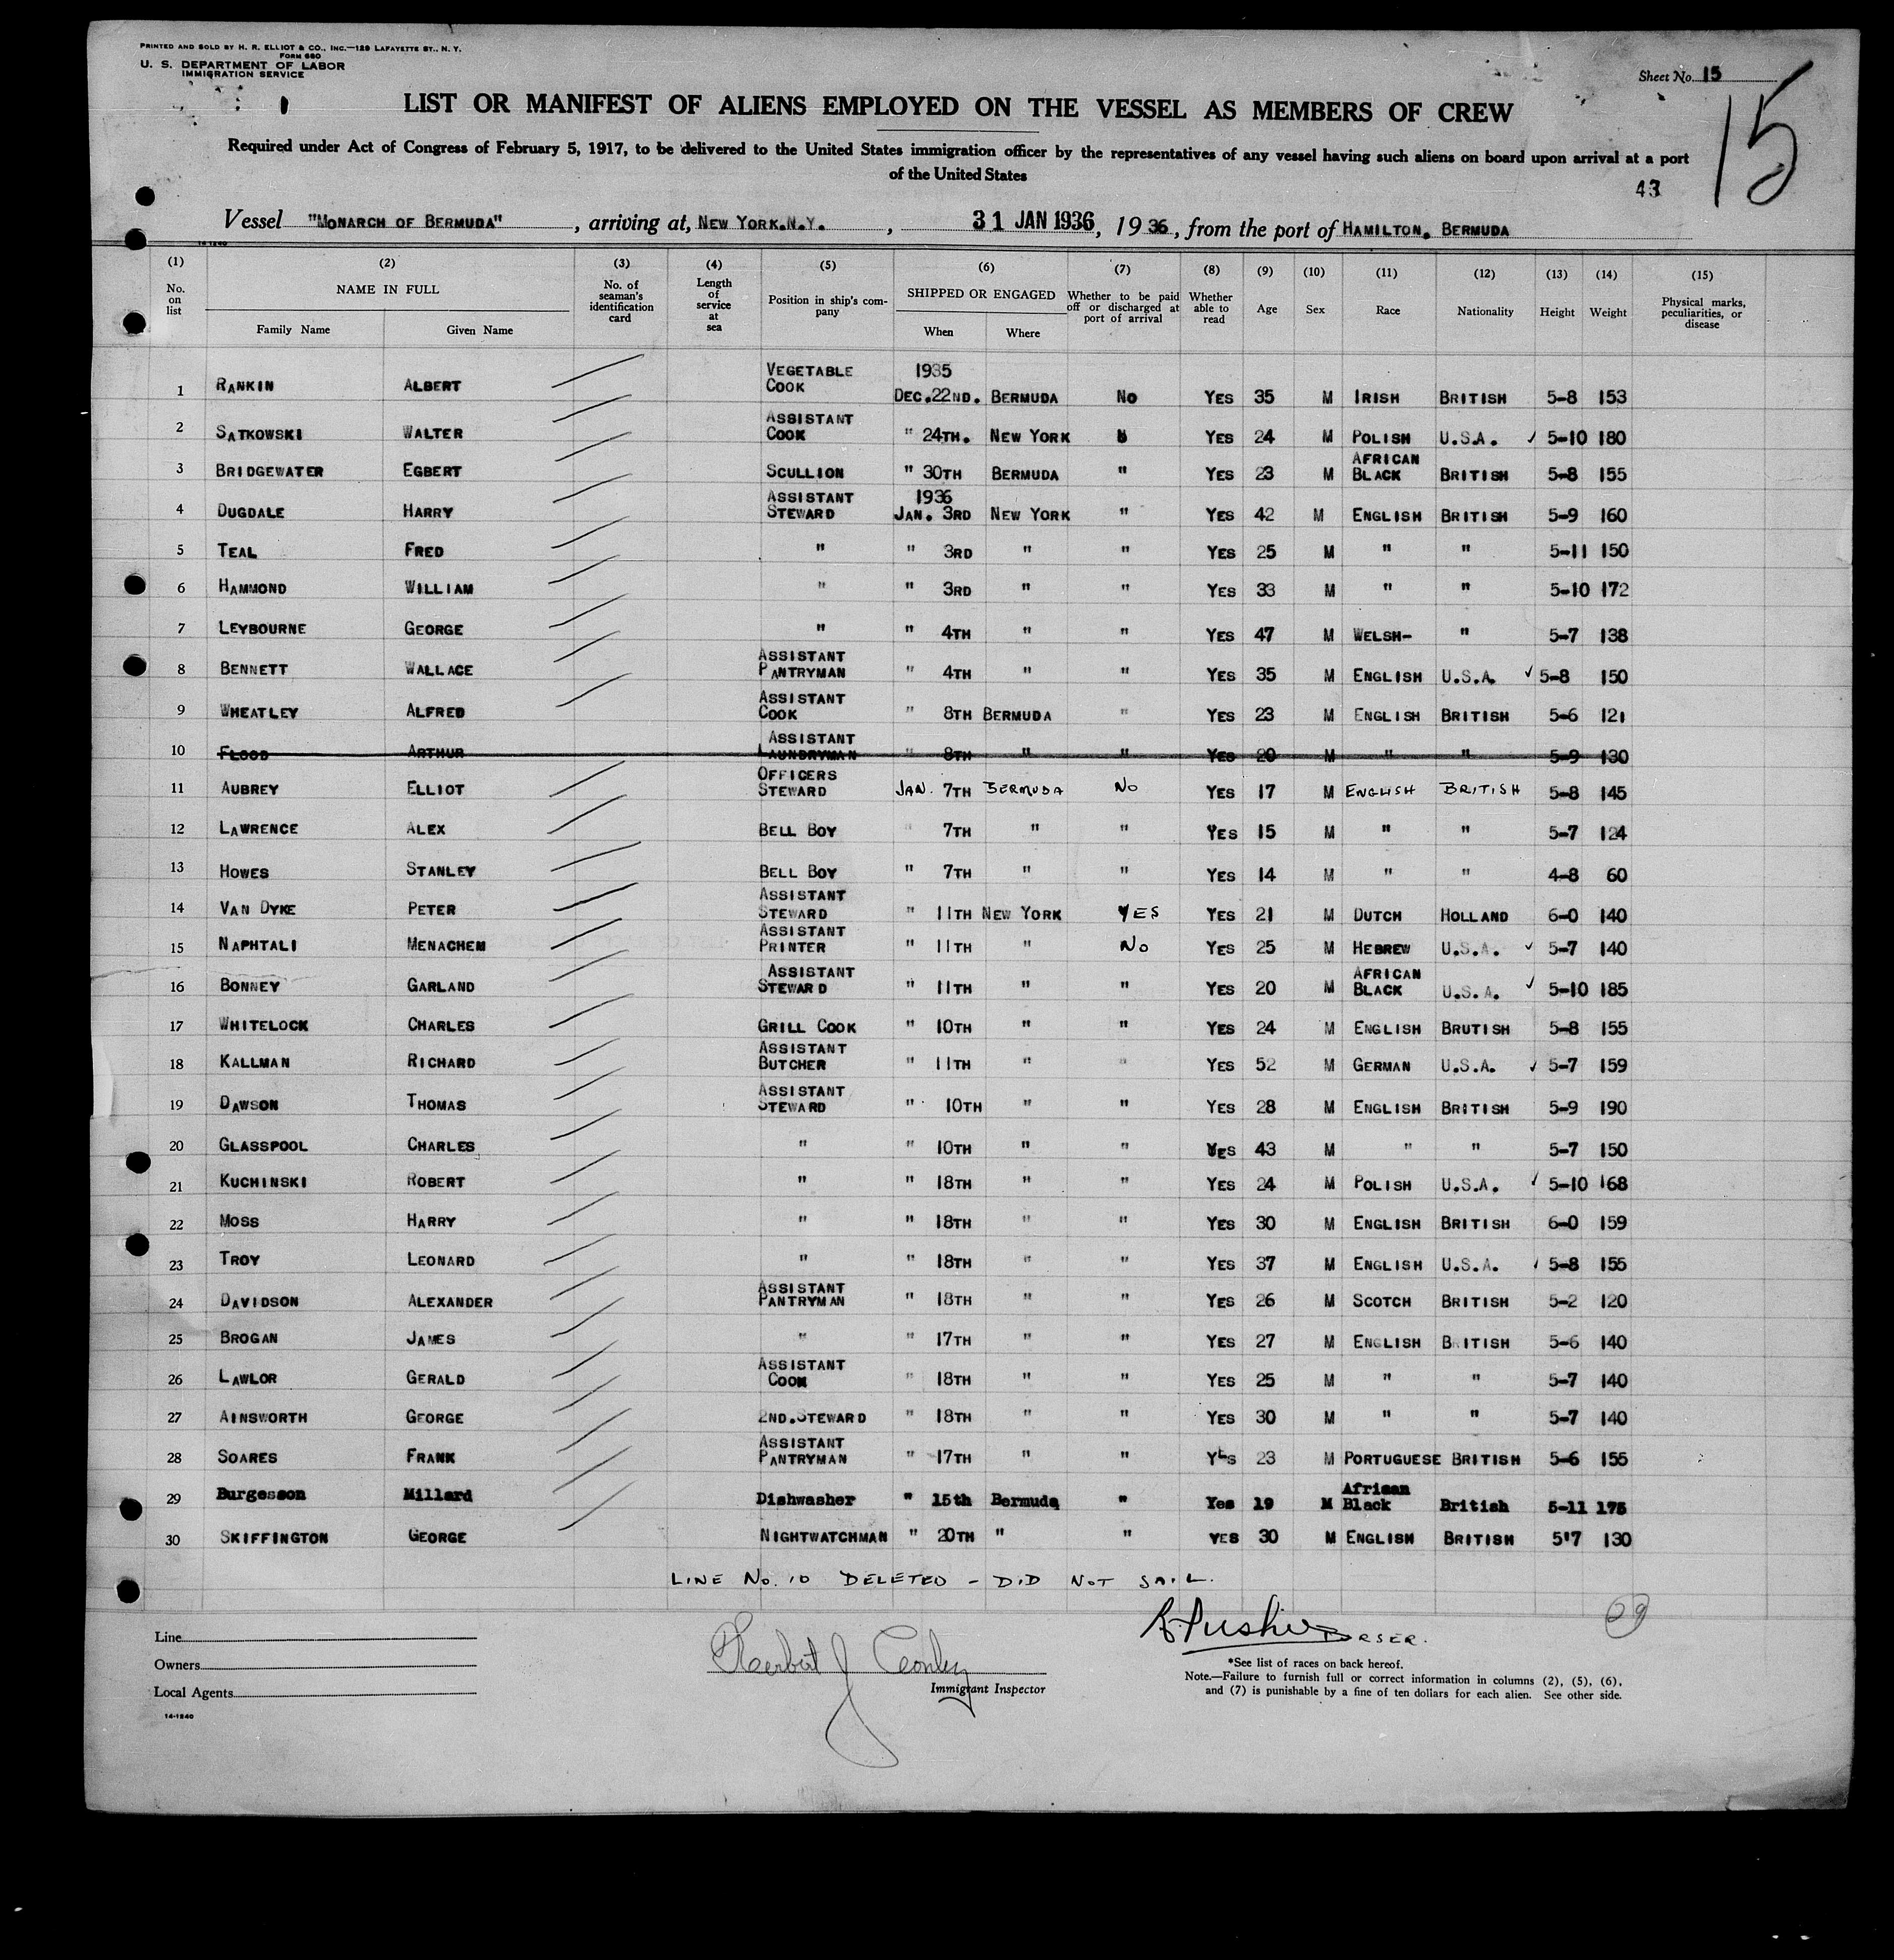 PRINTED AND SOLD BY H. R. ELLIOT & CO., INC.—129 LAFAYETTE ST., N. Y.
FORM 680
U. S. DEPARTMENT OF LABOR
IMMIGRATION SERVICE
Sheet No. 15
15
LIST OR MANIFEST OF ALIENS EMPLOYED ON THE VESSEL AS MEMBERS OF CREW
Required under Act of Congress of February 5, 1917, to be delivered to the United States immigration officer by the representatives of any vessel having such aliens on board upon arrival at a port
of the United States
43
Vessel "MONARCH OF BERMUDA", arriving at, NEW YORK.N.Y., 31 JAN 1936, 1936, from the port of HAMILTON. BERMUDA
14-1240
(1) (2) (3) (4) (5) (6) (7) (8) (9) (10) (11) (12) (13) (14) (15)
No. on list NAME IN FULL Family Name Given Name No. of seaman's identification card Length of service at sea Position in ship's company SHIPPED OR ENGAGED When Where Whether to be paid off or discharged at port of arrival Whether able to read Age Sex Race Nationality Height Weight Physical marks, peculiarities, or disease
1 RANKIN ALBERT VEGETABLE COOK 1935 DEC.22ND. BERMUDA NO YES 35 M IRISH BRITISH 5-8 153
2 SATKOWSKI WALTER ASSISTANT COOK " 24TH. NEW YORK " YES 24 M POLISH U.S.A. ✓ 5-10 180
3 BRIDGEWATER EGBERT SCULLION " 30TH BERMUDA " YES 23 M AFRICAN BLACK BRITISH 5-8 155
4 DUGDALE HARRY ASSISTANT STEWARD 1936 JAN. 3RD NEW YORK " YES 42 M ENGLISH BRITISH 5-9 160
5 TEAL FRED " " 3RD " " YES 25 M " " 5-11 150
6 HAMMOND WILLIAM " " 3RD " " YES 33 M " " 5-10 172
7 LEYBOURNE GEORGE " " 4TH " " YES 47 M WELSH- " 5-7 138
8 BENNETT WALLACE ASSISTANT PANTRYMAN " 4TH " " YES 35 M ENGLISH U.S.A. ✓ 5-8 150
9 WHEATLEY ALFRED ASSISTANT COOK " 8TH BERMUDA " YES 23 M ENGLISH BRITISH 5-6 121
10 FLOOD ARTHUR ASSISTANT LAUNDRYMAN " 8TH " " YES 20 M " " 5-9 130
11 AUBREY ELLIOT OFFICERS STEWARD JAN. 7TH BERMUDA NO YES 17 M ENGLISH BRITISH 5-8 145
12 LAWRENCE ALEX BELL BOY " 7TH " " YES 15 M " " 5-7 124
13 HOWES STANLEY BELL BOY " 7TH " " YES 14 M " " 4-8 60
14 VAN DYKE PETER ASSISTANT STEWARD " 11TH NEW YORK YES YES 21 M DUTCH HOLLAND 6-0 140
15 NAPHTALI MENACHEM ASSISTANT PRINTER " 11TH " NO YES 25 M HEBREW U.S.A. ✓ 5-7 140
16 BONNEY GARLAND ASSISTANT STEWARD " 11TH " " YES 20 M AFRICAN BLACK U.S.A. ✓ 5-10 185
17 WHITELOCK CHARLES GRILL COOK " 10TH " " YES 24 M ENGLISH BRUTISH 5-8 155
18 KALLMAN RICHARD ASSISTANT BUTCHER " 11TH " " YES 52 M GERMAN U.S.A. ✓ 5-7 159
19 DAWSON THOMAS ASSISTANT STEWARD " 10TH " " YES 28 M ENGLISH BRITISH 5-9 190
20 GLASSPOOL CHARLES " " 10TH " " YES 43 M " " 5-7 150
21 KUCHINSKI ROBERT " " 18TH " " YES 24 M POLISH U.S.A. ✓ 5-10 168
22 MOSS HARRY " " 18TH " " YES 30 M ENGLISH BRITISH 6-0 159
23 TROY LEONARD " " 18TH " " YES 37 M ENGLISH U.S.A. ✓ 5-8 155
24 DAVIDSON ALEXANDER ASSISTANT PANTRYMAN " 18TH " " YES 26 M SCOTCH BRITISH 5-2 120
25 BROGAN JAMES " " 17TH " " YES 27 M ENGLISH BRITISH 5-6 140
26 LAWLOR GERALD ASSISTANT COOK " 18TH " " YES 25 M " " 5-7 140
27 AINSWORTH GEORGE 2ND.STEWARD " 18TH " " YES 30 M " " 5-7 140
28 SOARES FRANK ASSISTANT PANTRYMAN " 17TH " " YES 23 M PORTUGUESE BRITISH 5-6 155
29 Burgesson Millard Dishwasher " 15th Bermuda " Yes 19 M African Black British 5-11 175
30 SKIFFINGTON GEORGE NIGHTWATCHMAN " 20TH " " YES 30 M ENGLISH BRITISH 5'7 130
LINE NO. 10 DELETED - DID NOT SAIL.
29
Line
Owners
Local Agents
14-1240
Herbert J Conley
Immigrant Inspector
PURSER.
*See list of races on back hereof.
Note.—Failure to furnish full or correct information in columns (2), (5), (6),
and (7) is punishable by a fine of ten dollars for each alien. See other side.